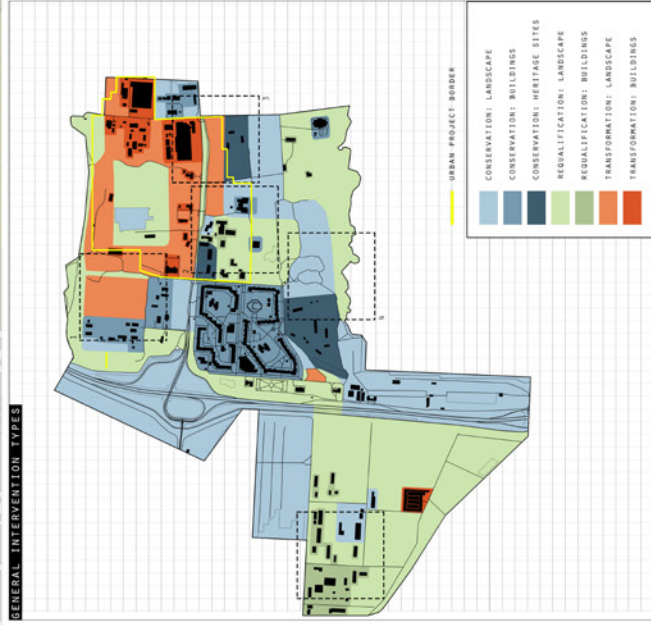 GENERAL INTERVENTION TYPES
URBAN PROJECT BORDER
CONSERVATION: LANDSCAPE
CONSERVATION: BUILDINGS
CONSERVATION: HERITAGE SITES
REQUALIFICATION: LANDSCAPE
REQUALIFICATION: BUILDINGS
TRANSFORMATION: LANDSCAPE
TRANSFORMATION: BUILDINGS